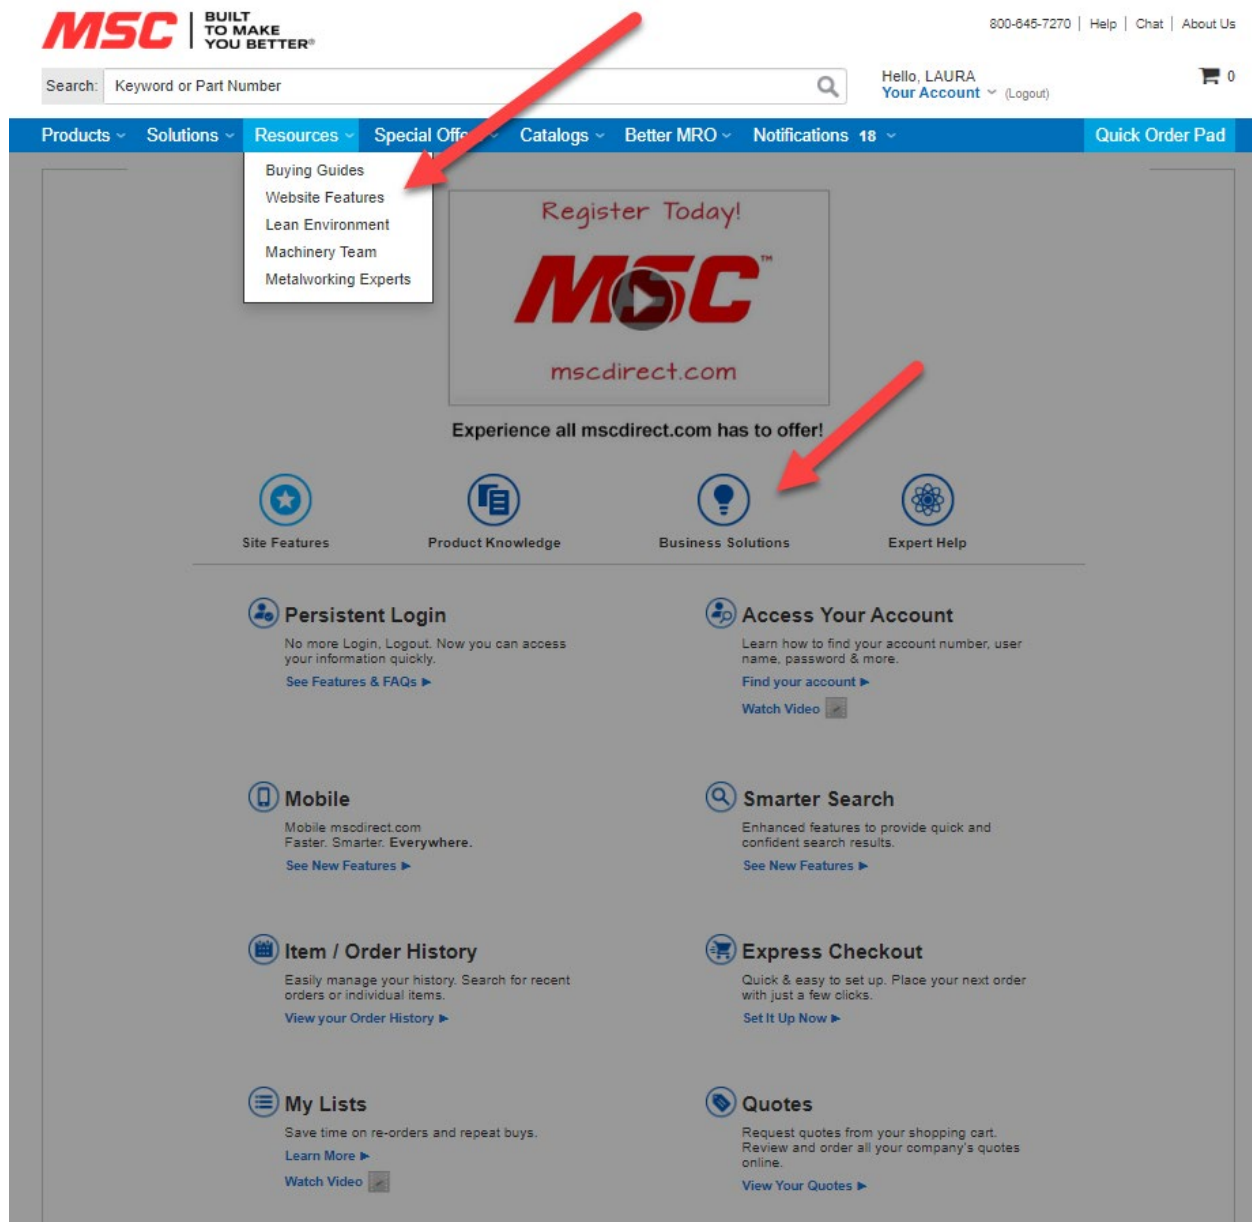 MSC
BUILT
TO MAKE
YOU BETTER®
800-645-7270 | Help | Chat | About Us
Search: Keyword or Part Number
Hello, LAURA
Your Account (Logout)
0
Products Solutions Resources Special Catalogs Better MRO Notifications 18 Quick Order Pad
Buying Guides
Website Features
Lean Environment
Machinery Team
Metalworking Experts
Register Today!
MSC™
mscdirect.com
Experience all mscdirect.com has to offer!
Site Features Product Knowledge Business Solutions Expert Help
Persistent Login
No more Login, Logout. Now you can access
your information quickly.
See Features & FAQs ▶
Access Your Account
Learn how to find your account number, user
name, password & more.
Find your account ▶
Watch Video
Mobile
Mobile mscdirect.com
Faster. Smarter. Everywhere.
See New Features ▶
Smarter Search
Enhanced features to provide quick and
confident search results.
See New Features ▶
Item / Order History
Easily manage your history. Search for recent
orders or individual items.
View your Order History ▶
Express Checkout
Quick & easy to set up. Place your next order
with just a few clicks.
Set It Up Now ▶
My Lists
Save time on re-orders and repeat buys.
Learn More ▶
Watch Video
Quotes
Request quotes from your shopping cart.
Review and order all your company's quotes
online.
View Your Quotes ▶